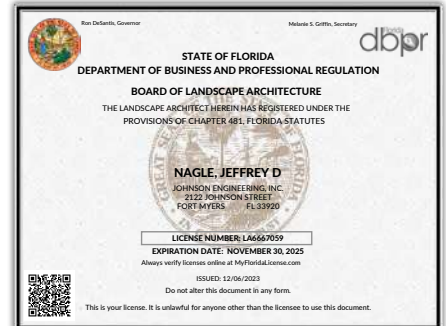 Ron DeSantis, Governor
Melanie S. Griffin, Secretary
Florida
dbpr
STATE OF FLORIDA
DEPARTMENT OF BUSINESS AND PROFESSIONAL REGULATION
BOARD OF LANDSCAPE ARCHITECTURE
THE LANDSCAPE ARCHITECT HEREIN HAS REGISTERED UNDER THE
PROVISIONS OF CHAPTER 481, FLORIDA STATUTES
NAGLE, JEFFREY D
JOHNSON ENGINEERING, INC.
2122 JOHNSON STREET
FORT MYERS FL 33920
LICENSE NUMBER: LA6667059
EXPIRATION DATE: NOVEMBER 30, 2025
Always verify licenses online at MyFloridaLicense.com
ISSUED: 12/06/2023
Do not alter this document in any form.
This is your license. It is unlawful for anyone other than the licensee to use this document.